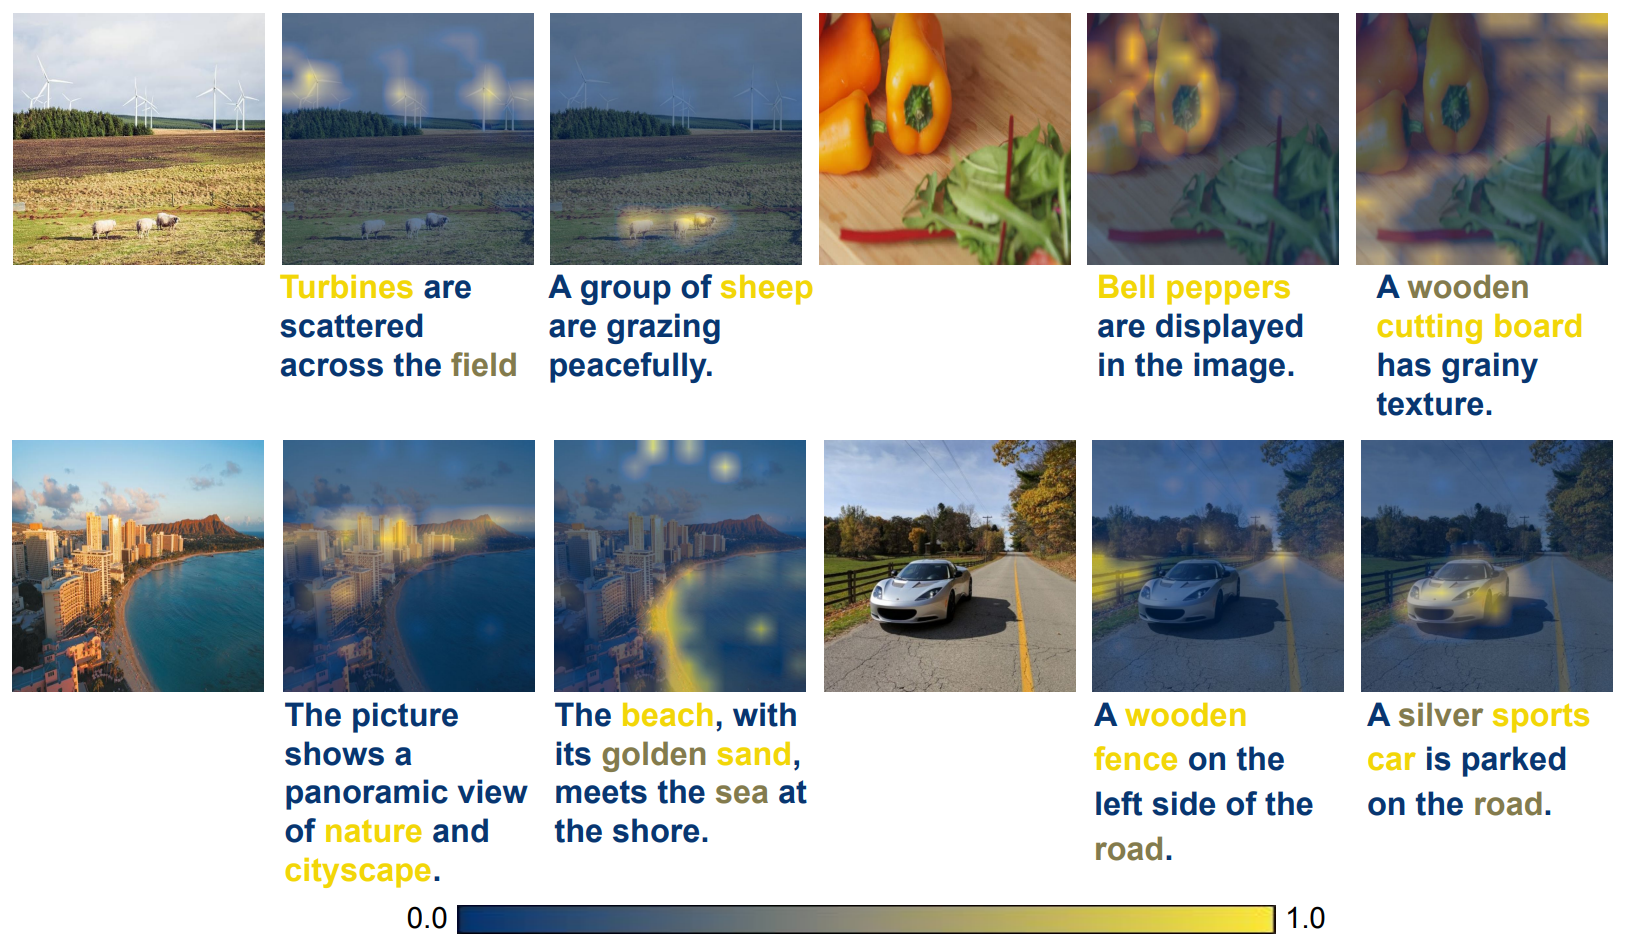 Turbines are
scattered
across the field
A group of sheep
are grazing
peacefully.
Bell peppers
are displayed
in the image.
A wooden
cutting board
has grainy
texture.
The picture
shows a
panoramic view
of nature and
cityscape.
The beach, with
its golden sand,
meets the sea at
the shore.
A wooden
fence on the
left side of the
road.
A silver sports
car is parked
on the road.
0.0
1.0